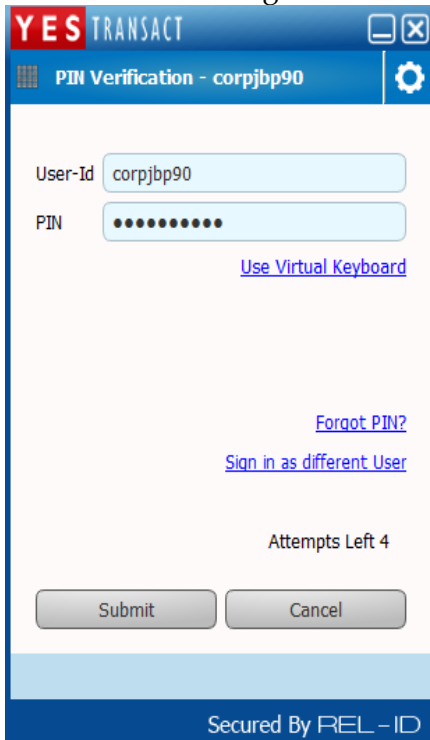 YES TRANSACT
PIN Verification - corpjbp90
User-Id corpjbp90
PIN ●●●●●●●●●●
Use Virtual Keyboard
Forgot PIN?
Sign in as different User
Attempts Left 4
Submit Cancel
Secured By REL-ID